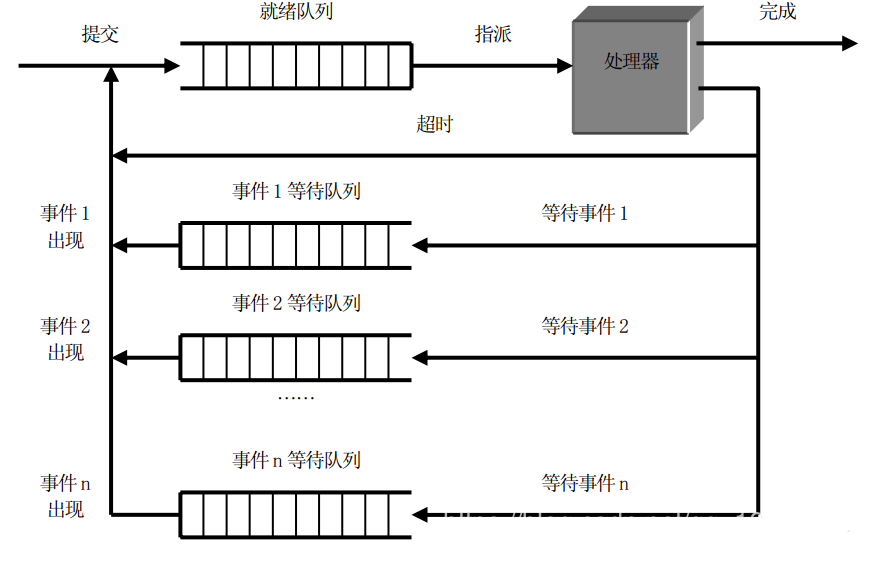 就绪队列
完成
提交
指派
处理器
超时
事件 1 等待队列
事件 1
出现
等待事件 1
事件 2 等待队列
事件 2
出现
等待事件 2
……
事件 n 等待队列
事件 n
出现
等待事件 n